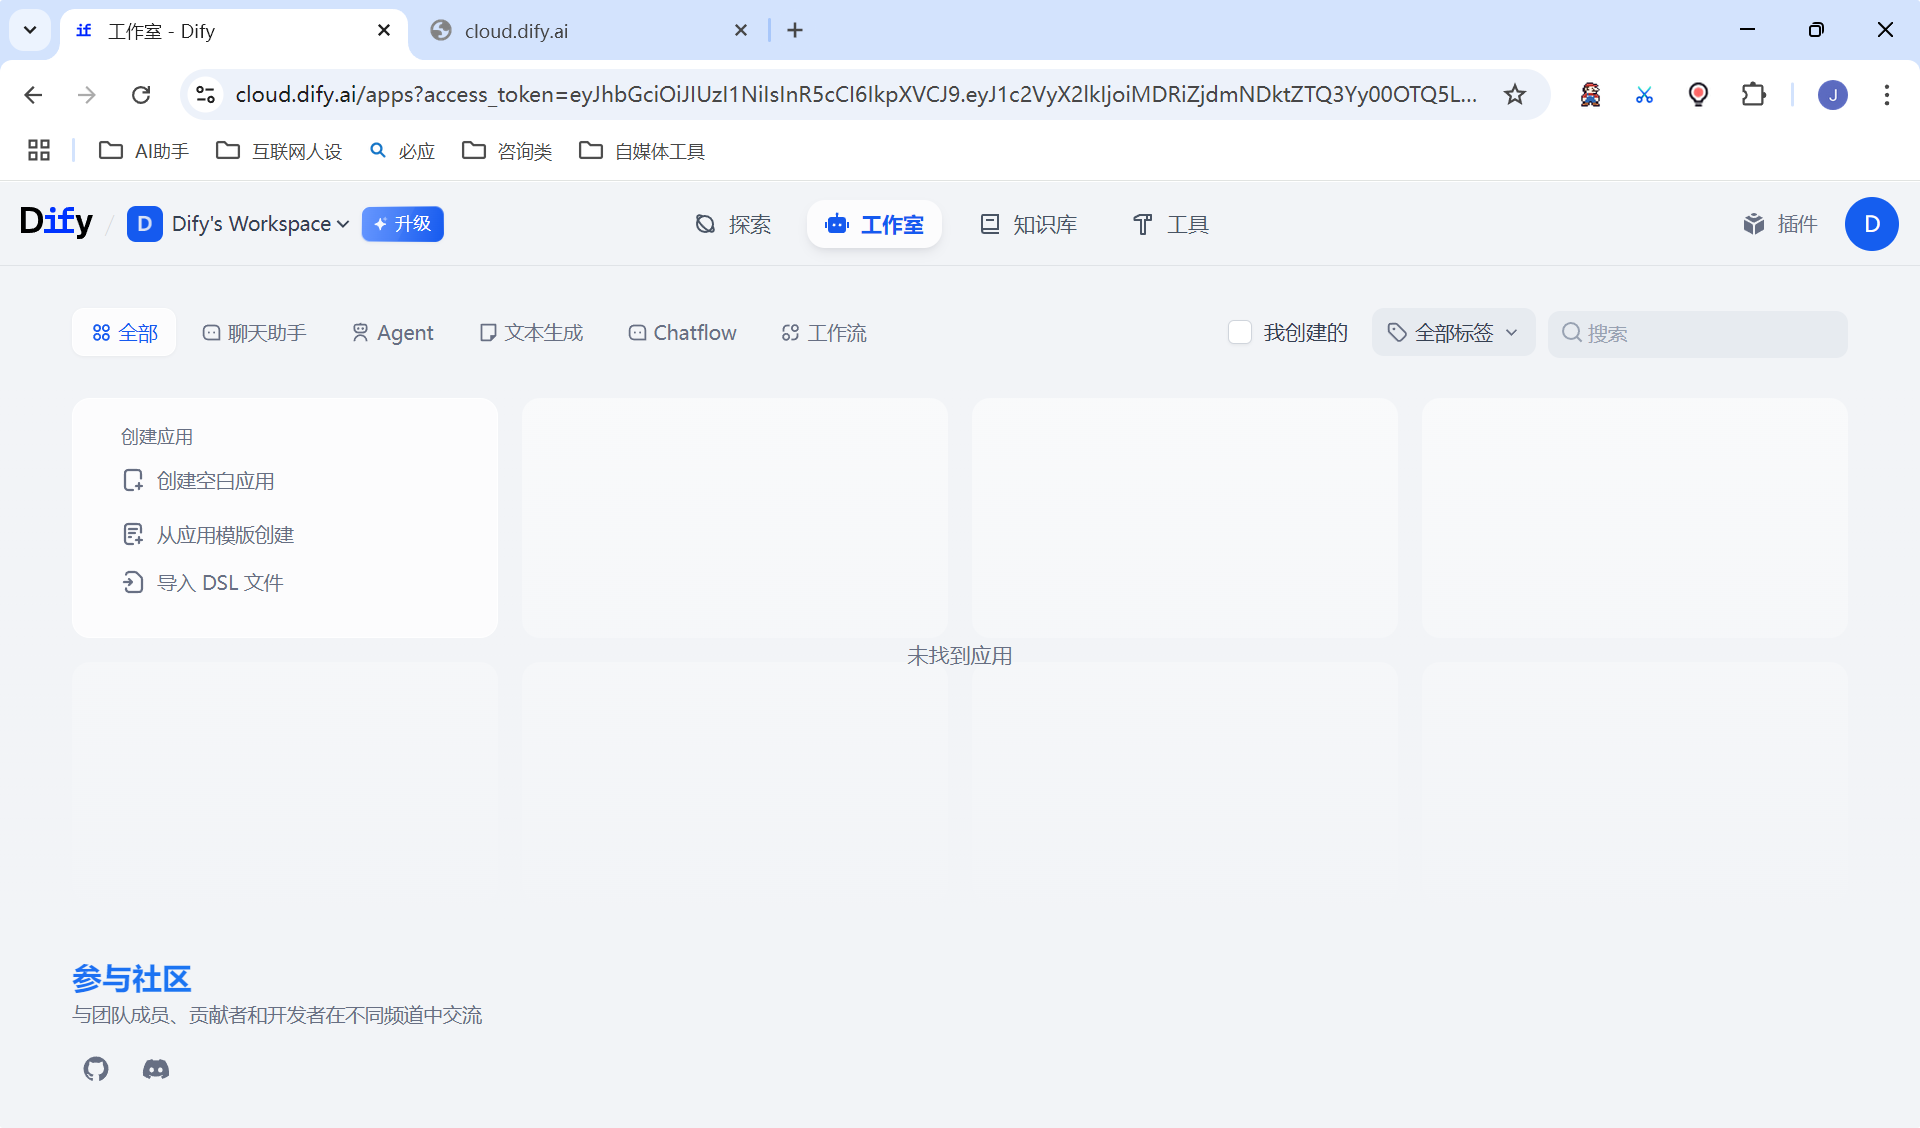 工作室 - Dify
cloud.dify.ai
cloud.dify.ai/apps?access_token=eyJhbGciOiJIUzI1NiIsInR5cCI6IkpXVCJ9.eyJ1c2VyX2lkIjoiMDRiZjdmNDktZTQ3Yy00OTQ5L...
J
AI助手
互联网人设
必应
咨询类
自媒体工具
Dify / D Dify's Workspace 升级
探索
工作室
知识库
工具
插件
D
全部
聊天助手
Agent
文本生成
Chatflow
工作流
我创建的
全部标签
搜索
创建应用
创建空白应用
从应用模版创建
导入 DSL 文件
未找到应用
参与社区
与团队成员、贡献者和开发者在不同频道中交流